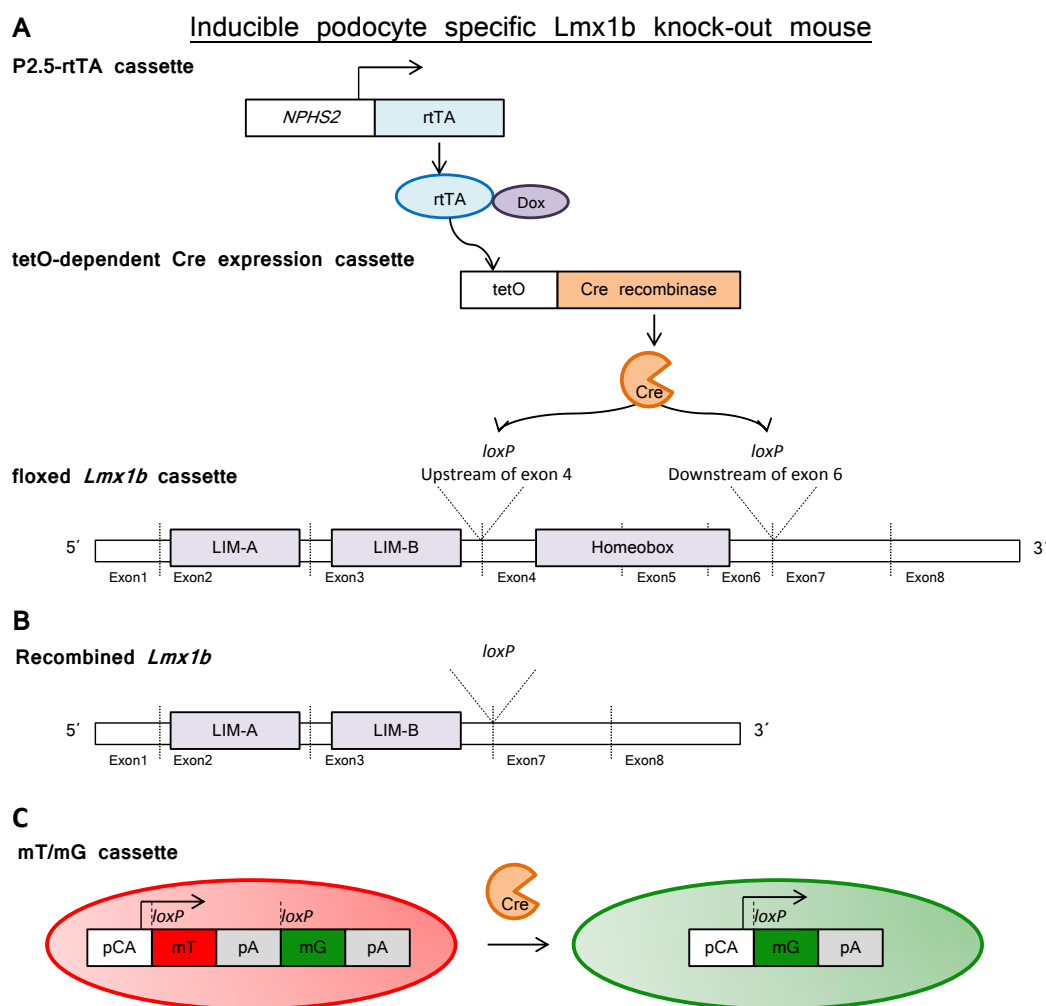 A
Inducible podocyte specific Lmx1b knock-out mouse
P2.5-rtTA cassette
NPHS2 rtTA
rtTA Dox
tetO-dependent Cre expression cassette
tetO Cre recombinase
Cre
loxP loxP
floxed Lmx1b cassette Upstream of exon 4 Downstream of exon 6
5´ LIM-A LIM-B Homeobox 3´
Exon1 Exon2 Exon3 Exon4 Exon5 Exon6 Exon7 Exon8
B
Recombined Lmx1b loxP
5´ LIM-A LIM-B 3´
Exon1 Exon2 Exon3 Exon7 Exon8
C
mT/mG cassette
Cre
loxP loxP loxP
pCA mT pA mG pA pCA mG pA